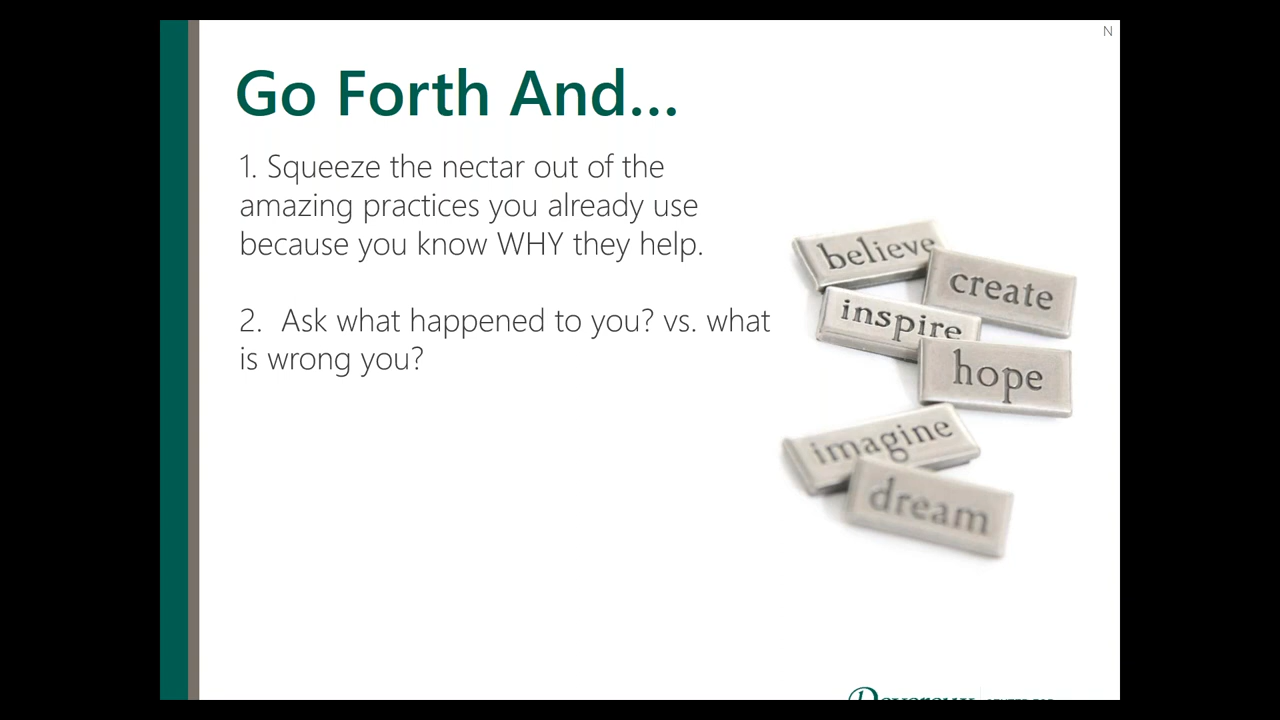 N
Go Forth And...
1. Squeeze the nectar out of the
amazing practices you already use
because you know WHY they help.
2. Ask what happened to you? vs. what
is wrong you?
believe
create
inspire
hope
imagine
dream